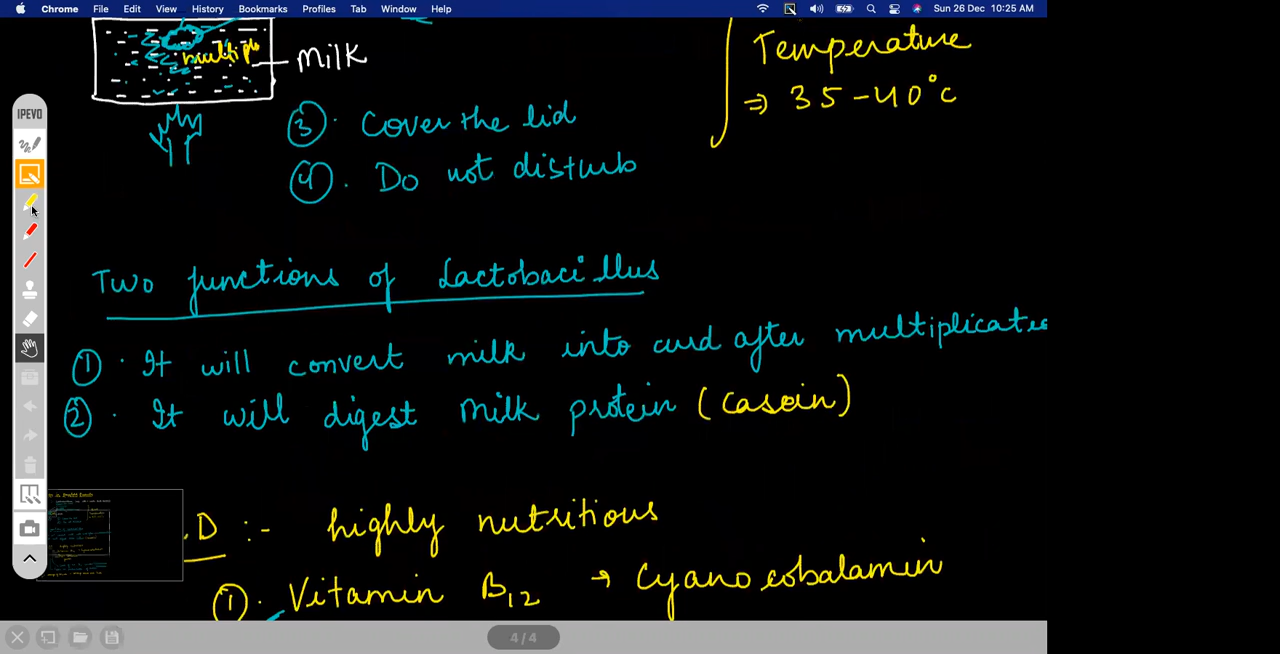 Chrome File Edit View History Bookmarks Profiles Tab Window Help Sun 26 Dec 10:25 AM
multiple
Milk
Temperature
⇒ 35-40°C
③. Cover the lid
④. Do not disturb
IPEVO
Two functions of Lactobacillus
①. It will convert milk into curd after
②. It will digest milk protein (casein)
.D :- highly nutritious
①. Vitamin B12 → Cyanocobalamin
4/4